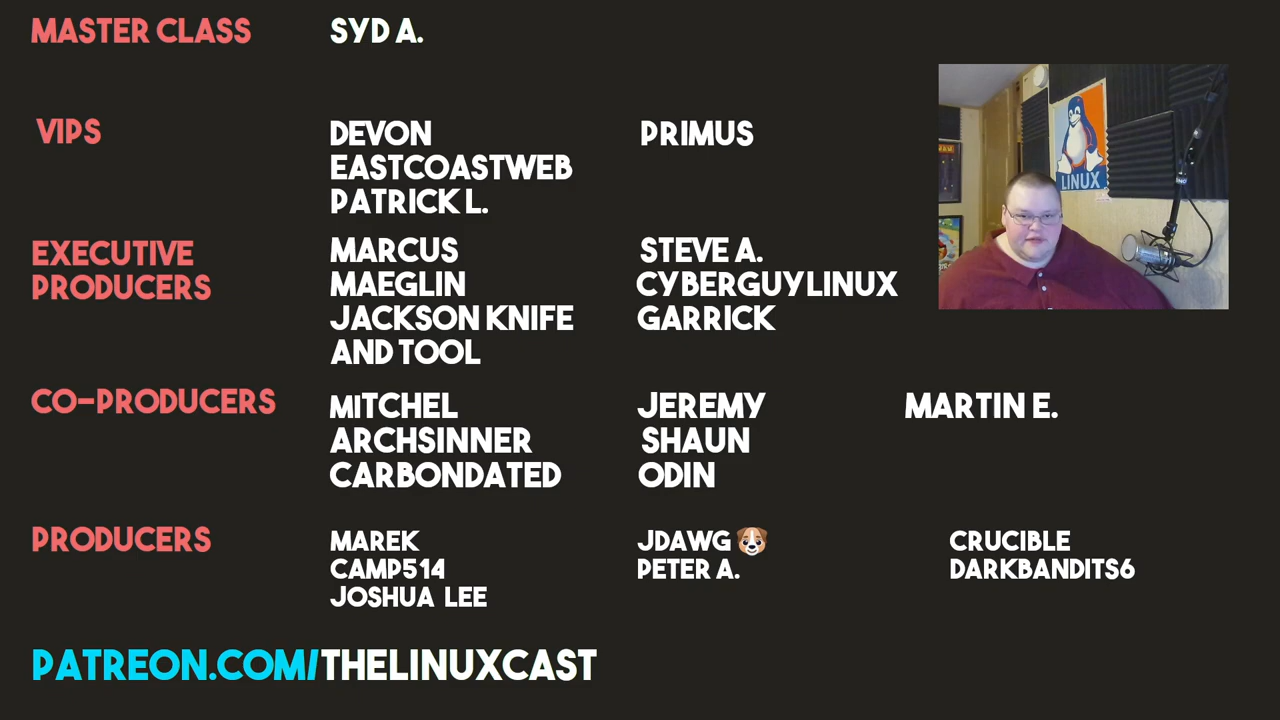 MASTER CLASS SYD A.
VIPS DEVON PRIMUS
EASTCOASTWEB
PATRICK L.
EXECUTIVE MARCUS STEVE A.
PRODUCERS MAEGLIN CYBERGUYLINUX
JACKSON KNIFE GARRICK
AND TOOL
CO-PRODUCERS MITCHEL JEREMY MARTIN E.
ARCHSINNER SHAUN
CARBONDATED ODIN
PRODUCERS MAREK JDAWG 🐶 CRUCIBLE
CAMP514 PETER A. DARKBANDITS6
JOSHUA LEE
PATREON.COM/THELINUXCAST
LINUX